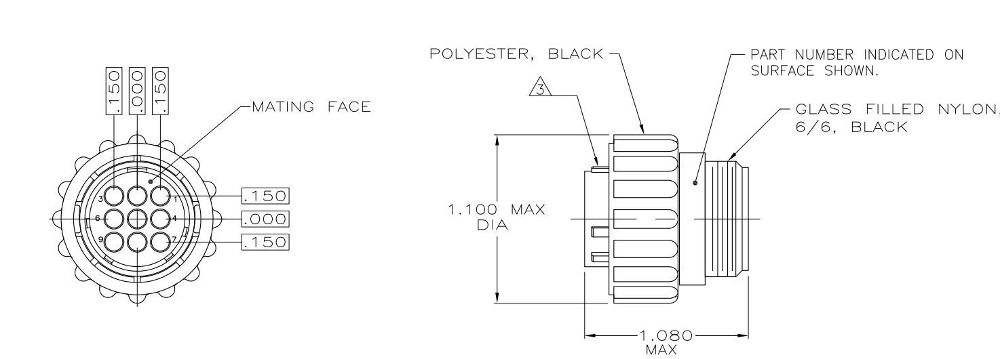 POLYESTER, BLACK
PART NUMBER INDICATED ON
SURFACE SHOWN.
3
GLASS FILLED NYLON,
6/6, BLACK
.150
.000
.150
MATING FACE
3
1
.150
6
4
.000
9
7
.150
1.100 MAX
DIA
1.080
MAX